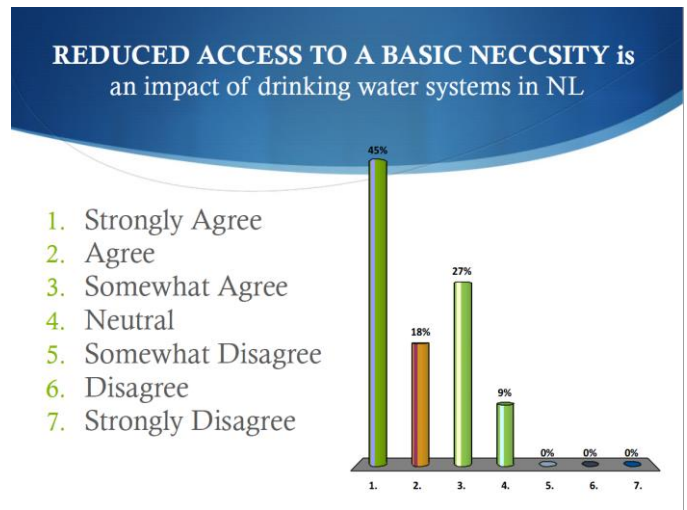 REDUCED ACCESS TO A BASIC NECCSITY is
an impact of drinking water systems in NL
1. Strongly Agree
2. Agree
3. Somewhat Agree
4. Neutral
5. Somewhat Disagree
6. Disagree
7. Strongly Disagree
45%
18%
27%
9%
0%
0%
0%
1. 2. 3. 4. 5. 6. 7.